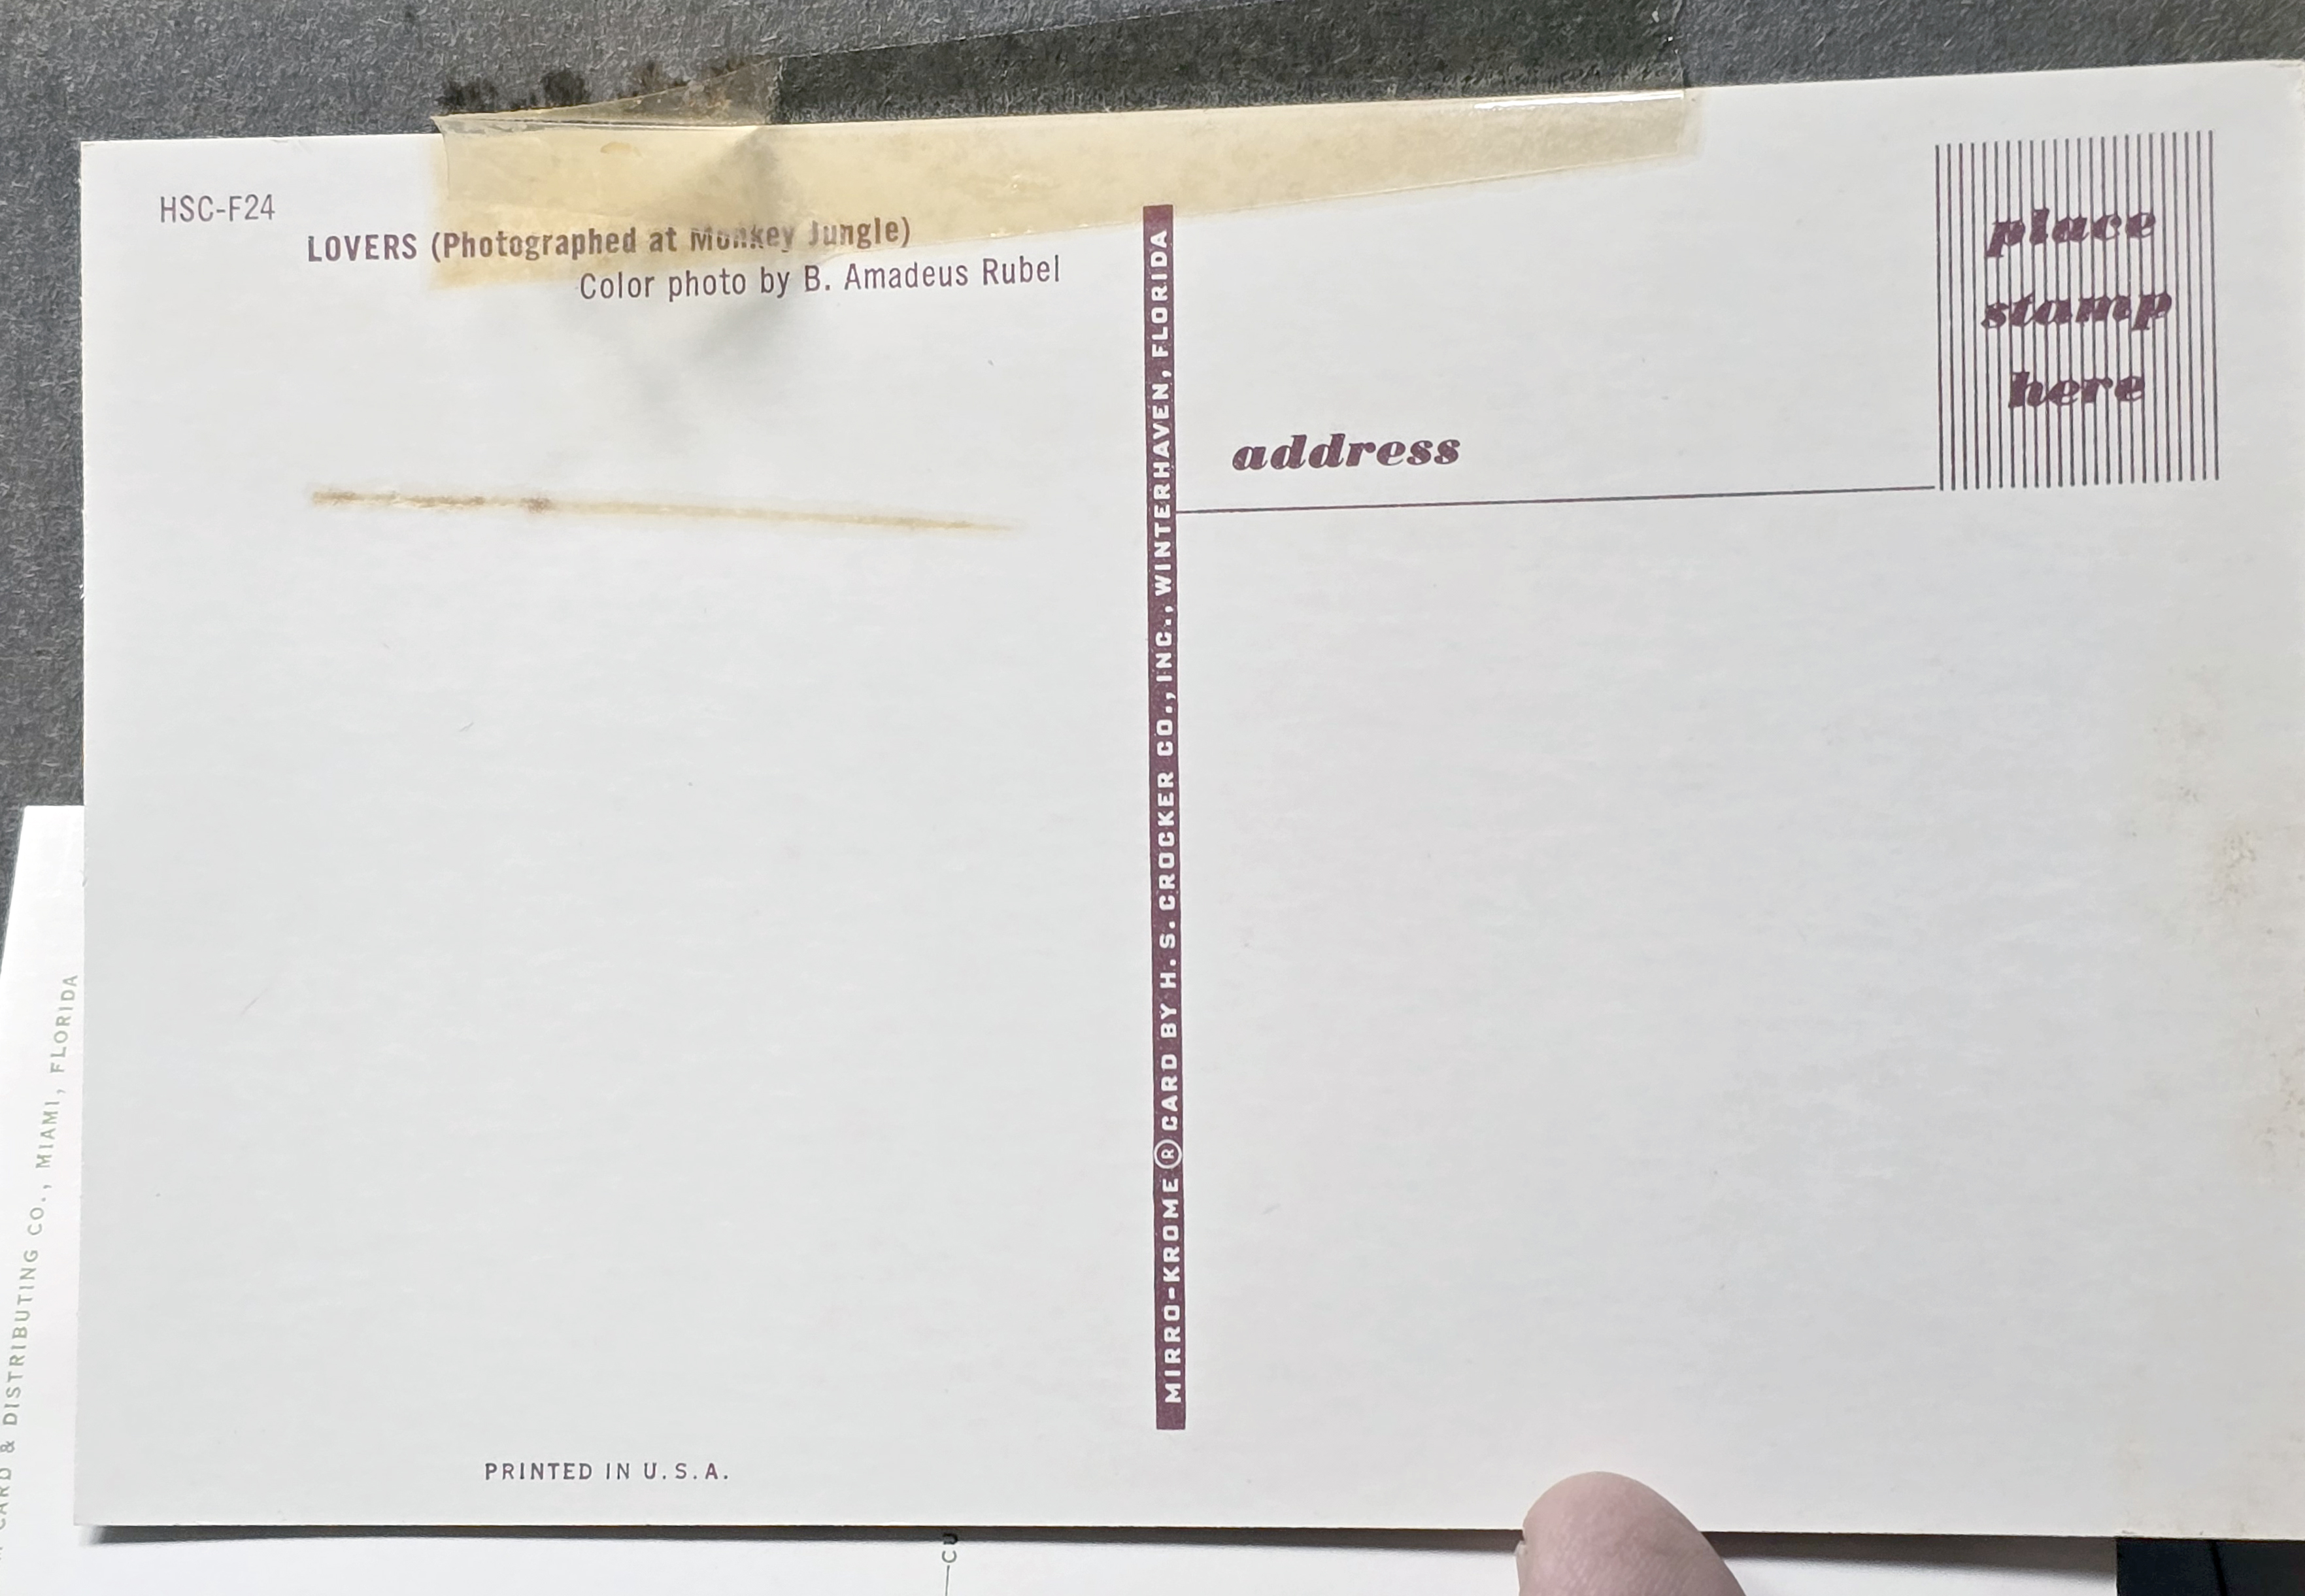 HSC-F24
LOVERS (Photographed at Monkey Jungle)
Color photo by B. Amadeus Rubel
MIRRO-KROME ® CARD BY H. S. CROCKER CO., INC., WINTERHAVEN, FLORIDA
place
stamp
here
address
PRINTED IN U.S.A.
CARD & DISTRIBUTING CO., MIAMI, FLORIDA